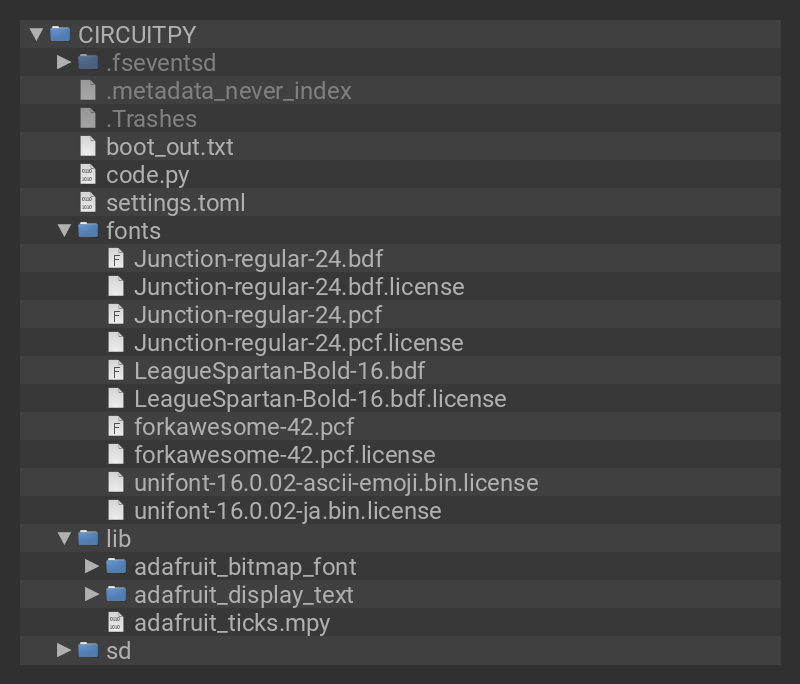 CIRCUITPY
.fseventsd
.metadata_never_index
.Trashes
boot_out.txt
code.py
settings.toml
fonts
Junction-regular-24.bdf
Junction-regular-24.bdf.license
Junction-regular-24.pcf
Junction-regular-24.pcf.license
LeagueSpartan-Bold-16.bdf
LeagueSpartan-Bold-16.bdf.license
forkawesome-42.pcf
forkawesome-42.pcf.license
unifont-16.0.02-ascii-emoji.bin.license
unifont-16.0.02-ja.bin.license
lib
adafruit_bitmap_font
adafruit_display_text
adafruit_ticks.mpy
sd